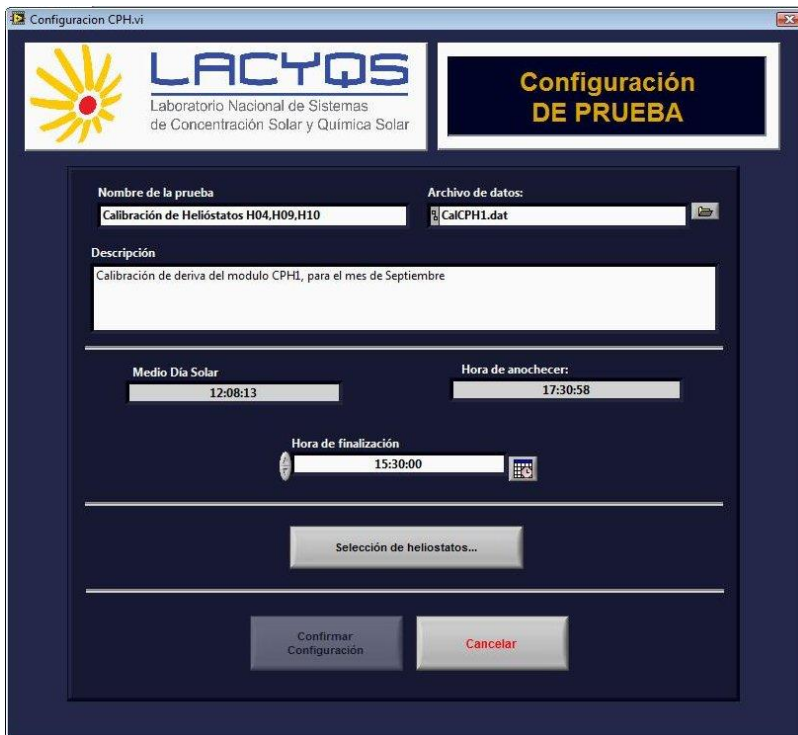 Configuracion CPH.vi
LACYQS
Laboratorio Nacional de Sistemas
de Concentración Solar y Química Solar
Configuración
DE PRUEBA
Nombre de la prueba
Calibración de Helióstatos H04,H09,H10
Archivo de datos:
CalCPH1.dat
Descripción
Calibración de deriva del modulo CPH1, para el mes de Septiembre
Medio Día Solar
12:08:13
Hora de anochecer:
17:30:58
Hora de finalización
15:30:00
Selección de heliostatos...
Confirmar
Configuración
Cancelar